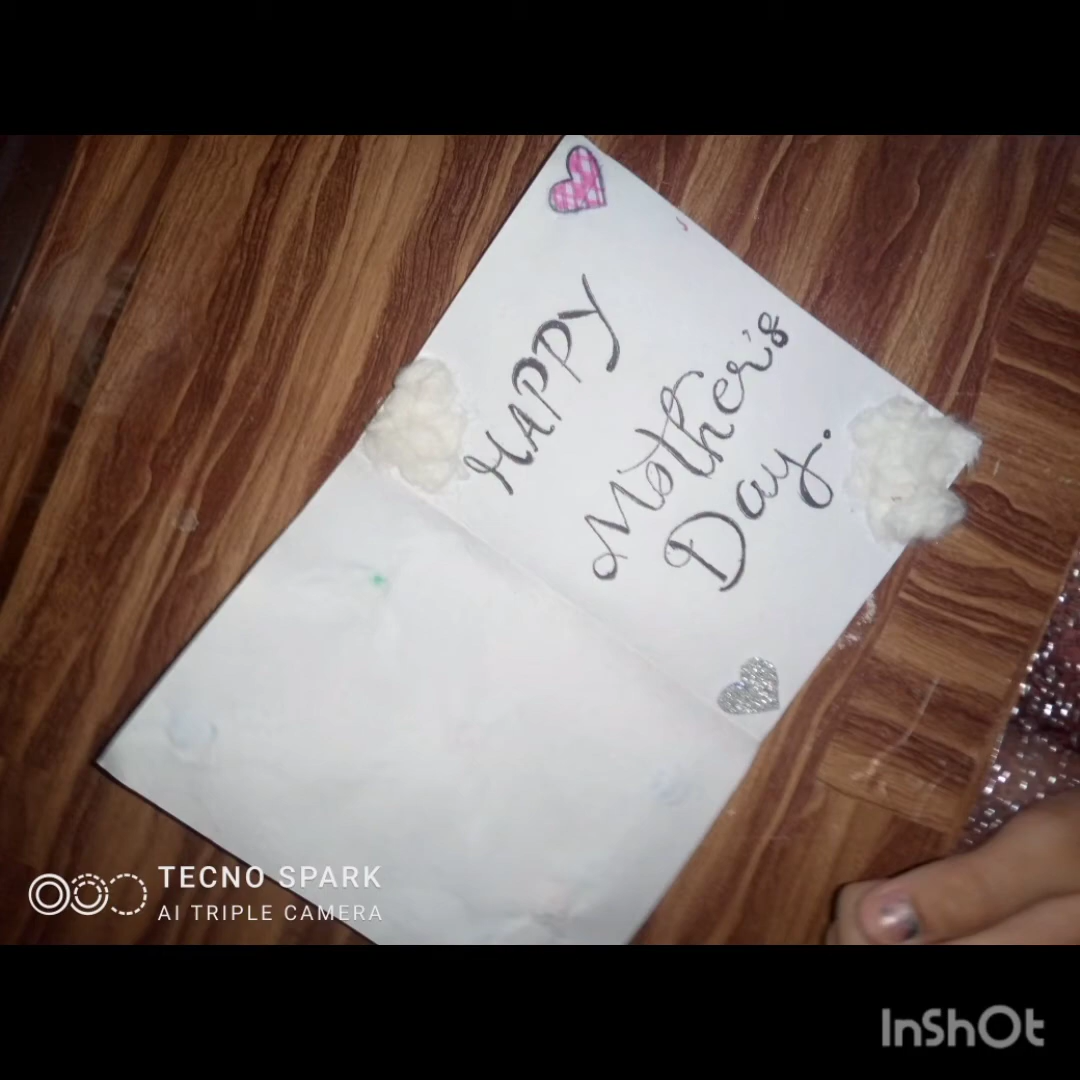 HAPPY
Mother's
Day.
TECNO SPARK
AI TRIPLE CAMERA
InShOt